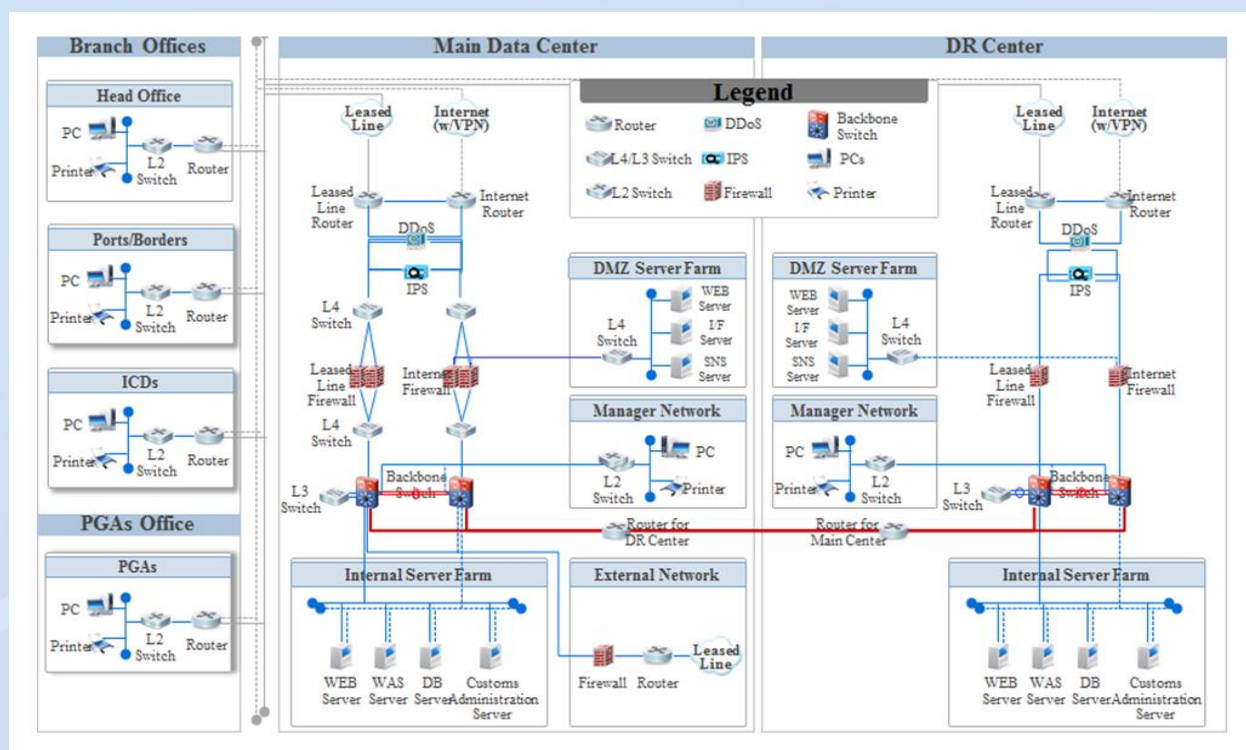 Branch Offices
Head Office
PC
Printer
L2
Switch
Router
Ports/Borders
PC
Printer
L2
Switch
Router
ICDs
PC
Printer
L2
Switch
Router
PGAs Office
PGAs
PC
Printer
L2
Switch
Router
Main Data Center
Leased
Line
Internet
(w/VPN)
Leased
Line
Router
Internet
Router
DDoS
IPS
L4
Switch
Leased
Line
Firewall
Internet
Firewall
L4
Switch
L3
Switch
Backbone
Switch
Legend
Router
DDoS
Backbone
Switch
L4/L3 Switch
IPS
PCs
L2 Switch
Firewall
Printer
DMZ Server Farm
L4
Switch
WEB
Server
I/F
Server
SNS
Server
Manager Network
L2
Switch
PC
Printer
Router for
DR Center
Internal Server Farm
WEB
Server
WAS
Server
DB
Server
Customs
Administration
Server
External Network
Firewall
Router
Leased
Line
DR Center
Leased
Line
Internet
(w/VPN)
Leased
Line
Router
Internet
Router
DDoS
IPS
DMZ Server Farm
WEB
Server
I/F
Server
SNS
Server
L4
Switch
Leased
Line
Firewall
Internet
Firewall
Manager Network
PC
Printer
L2
Switch
L3
Switch
Backbone
Switch
Router for
Main Center
Internal Server Farm
WEB
Server
WAS
Server
DB
Server
Customs
Administration
Server